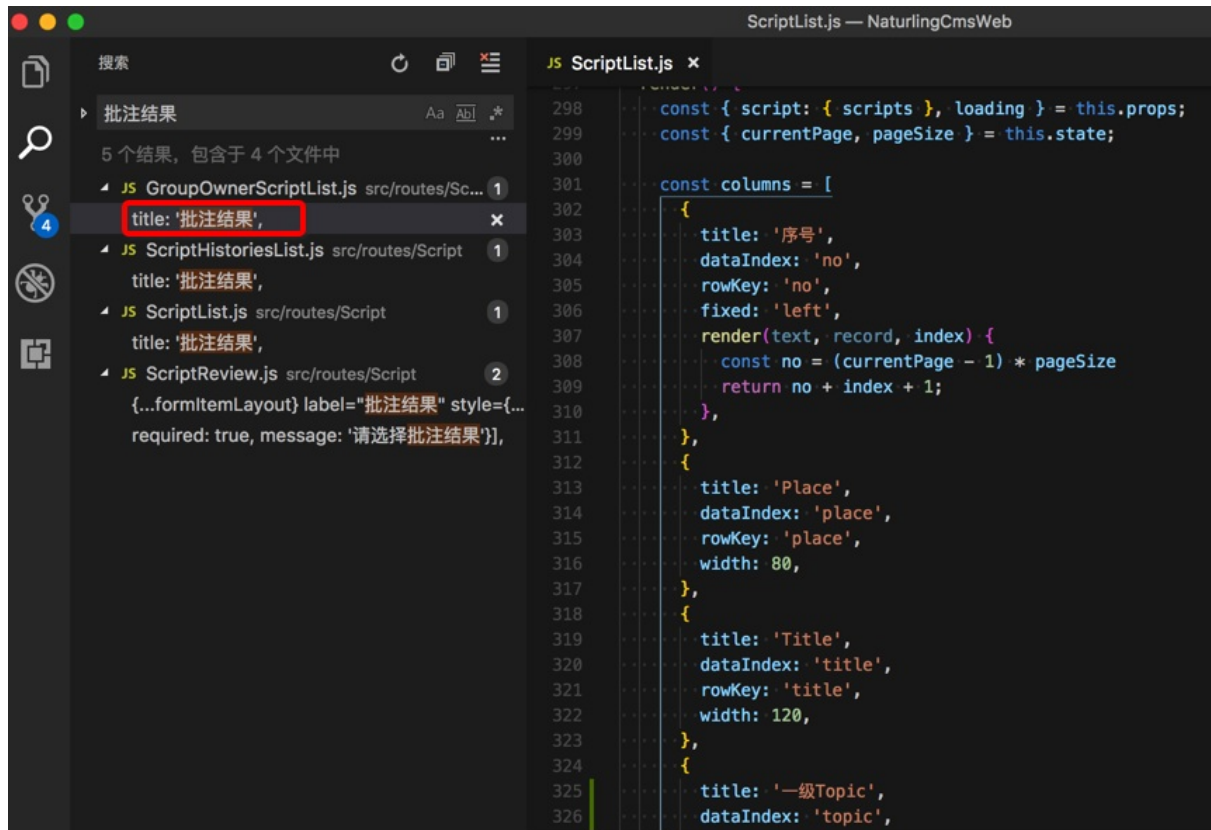 ScriptList.js — NaturlingCmsWeb
搜索
批注结果 Aa Abl .*
...
5 个结果，包含于 4 个文件中
JS GroupOwnerScriptList.js src/routes/Sc... 1
title: '批注结果', ×
JS ScriptHistoriesList.js src/routes/Script 1
title: '批注结果',
JS ScriptList.js src/routes/Script 1
title: '批注结果',
JS ScriptReview.js src/routes/Script 2
{...formItemLayout} label="批注结果" style={...
required: true, message: '请选择批注结果'}],
4
JS ScriptList.js ×
298 const { script: { scripts }, loading } = this.props;
299 const { currentPage, pageSize } = this.state;
300
301 const columns = [
302 {
303 title: '序号',
304 dataIndex: 'no',
305 rowKey: 'no',
306 fixed: 'left',
307 render(text, record, index) {
308 const no = (currentPage - 1) * pageSize
309 return no + index + 1;
310 },
311 },
312 {
313 title: 'Place',
314 dataIndex: 'place',
315 rowKey: 'place',
316 width: 80,
317 },
318 {
319 title: 'Title',
320 dataIndex: 'title',
321 rowKey: 'title',
322 width: 120,
323 },
324 {
325 title: '一级Topic',
326 dataIndex: 'topic',